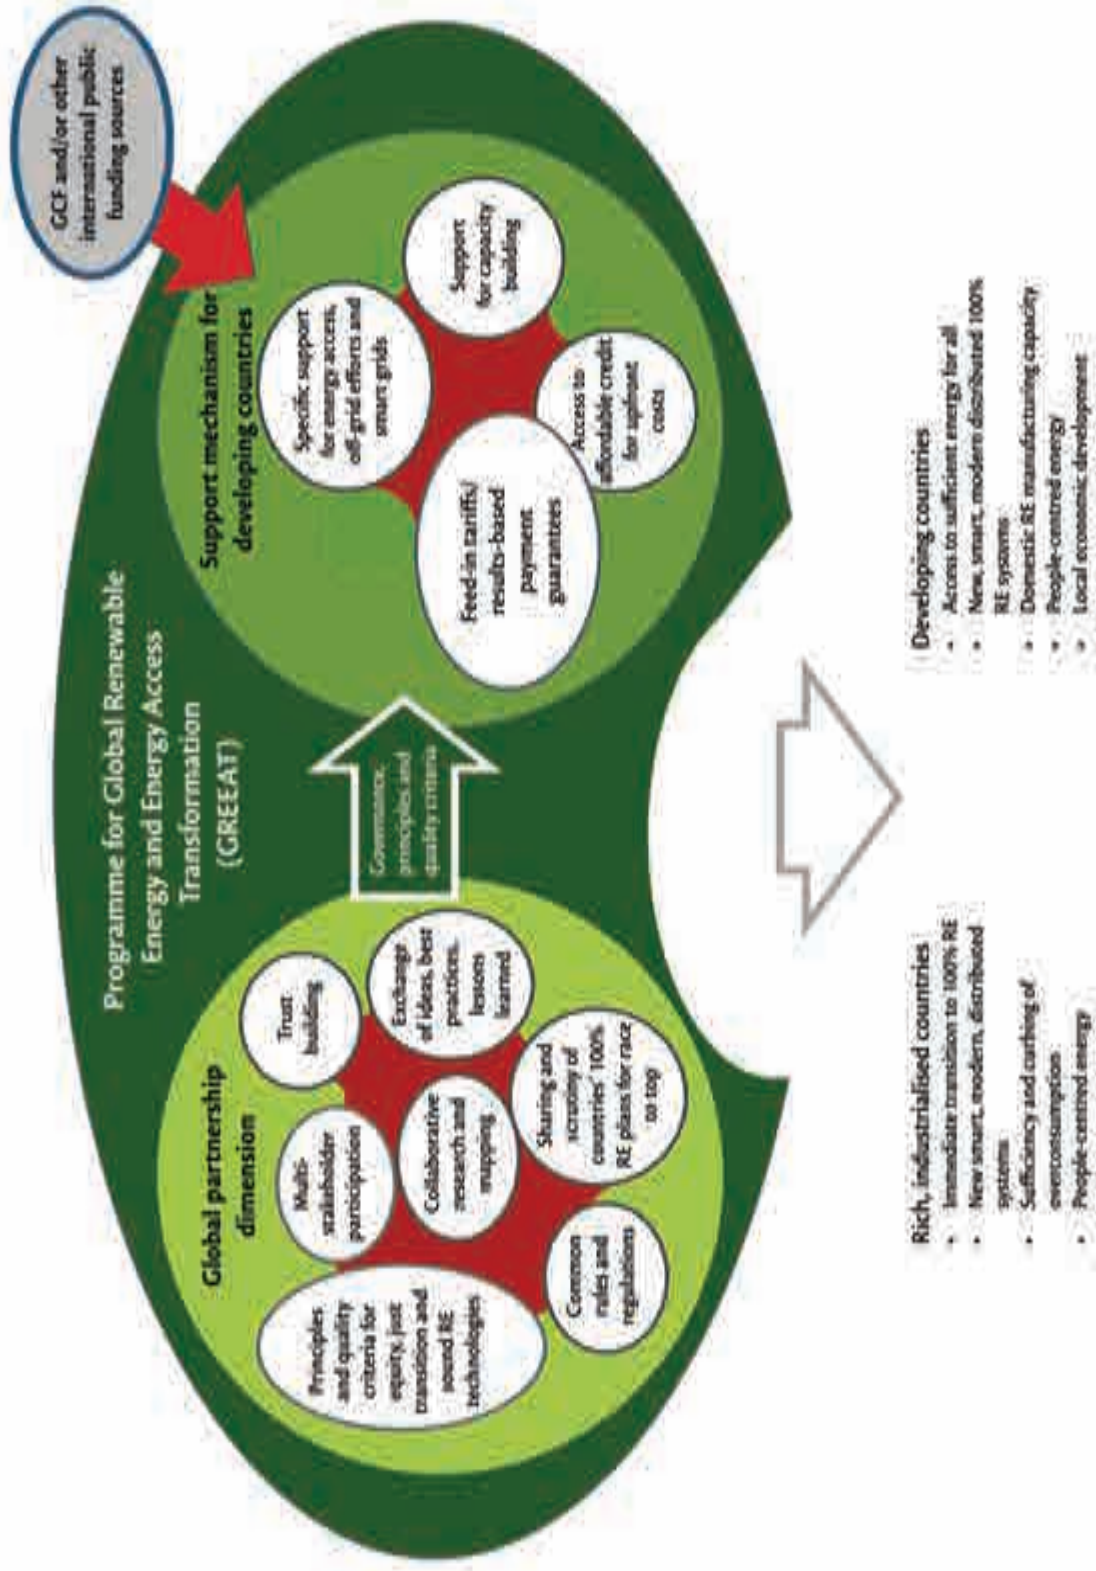 GCF and/or other
international public
funding sources
Programme for Global Renewable
Energy and Energy Access
Transformation
(GREEAT)
Global partnership
dimension
Principles
and quality
criteria for
equity, just
transition and
sound RE
technologies
Multi-
stakeholder
participation
Trust
building
Collaborative
research and
mapping
Exchange
of ideas, best
practices,
lessons
learned
Common
rules and
regulations
Sharing and
scrutiny of
countries' 100%
RE plans for race
to top
Governance,
principles and
quality criteria
Support mechanism for
developing countries
Specific support
for energy access,
off-grid efforts and
smart grids
Support
for capacity
building
Feed-in tariffs/
results-based
payment
guarantees
Access to
affordable credit
for upfront
costs
Rich, industrialised countries
• Immediate transition to 100% RE
• New smart, modern, distributed
systems
• Sufficiency and curbing of
overconsumption
• People-centred energy
Developing countries
• Access to sufficient energy for all
• New, smart, modern distributed 100%
RE systems
• Domestic RE manufacturing capacity
• People-centred energy
• Local economic development